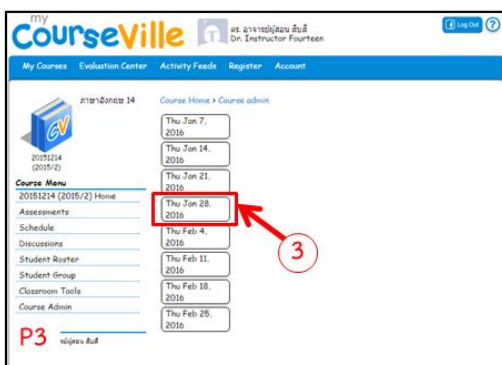 my
CourseVille
ดร. อาจารย์ผู้สอน สิบสี่
Dr. Instructor Fourteen
Log Out ?
My Courses Evaluation Center Activity Feeds Register Account
ภาษาอังกฤษ 14
Course Home > Course admin
CV
20151214
(2015/2)
Course Menu
20151214 (2015/2) Home
Assessments
Schedule
Discussions
Student Roster
Student Group
Classroom Tools
Course Admin
Thu Jan 7,
2016
Thu Jan 14,
2016
Thu Jan 21,
2016
Thu Jan 28,
2016
Thu Feb 4,
2016
Thu Feb 11,
2016
Thu Feb 18,
2016
Thu Feb 25,
2016
3
P3